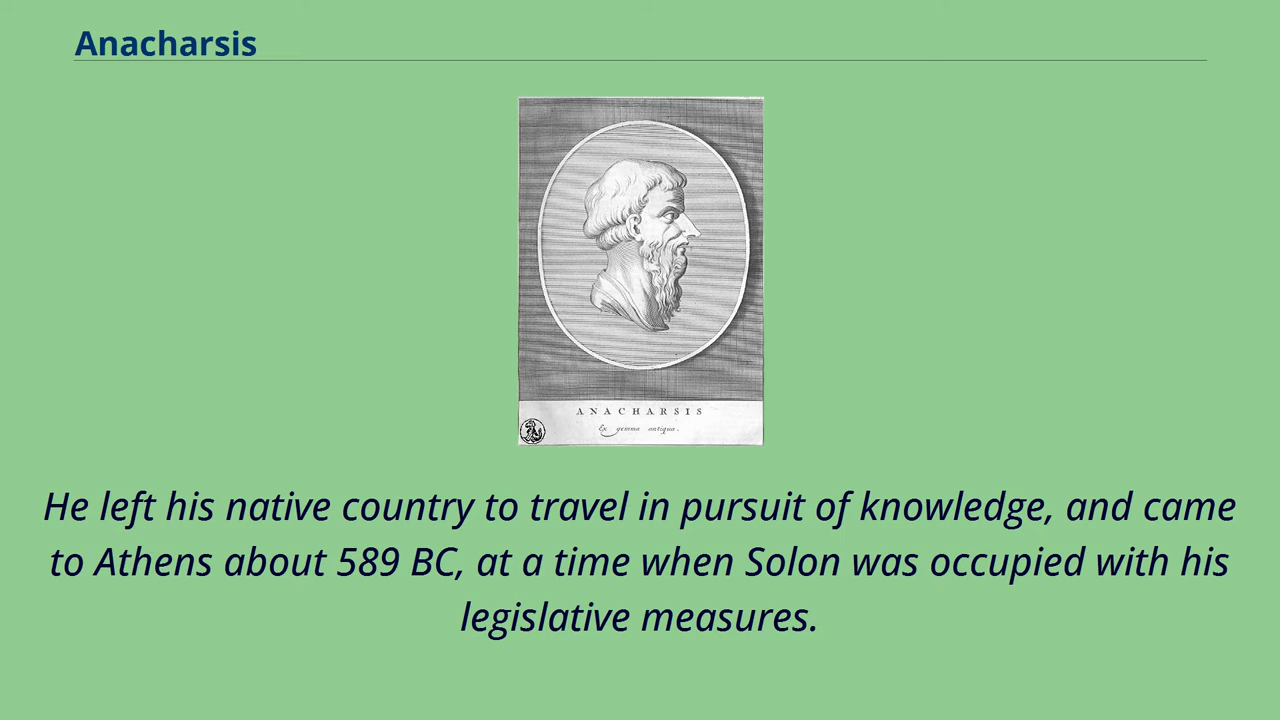 Anacharsis
ANACHARSIS
Ex gemma antiqua.
He left his native country to travel in pursuit of knowledge, and came
to Athens about 589 BC, at a time when Solon was occupied with his
legislative measures.